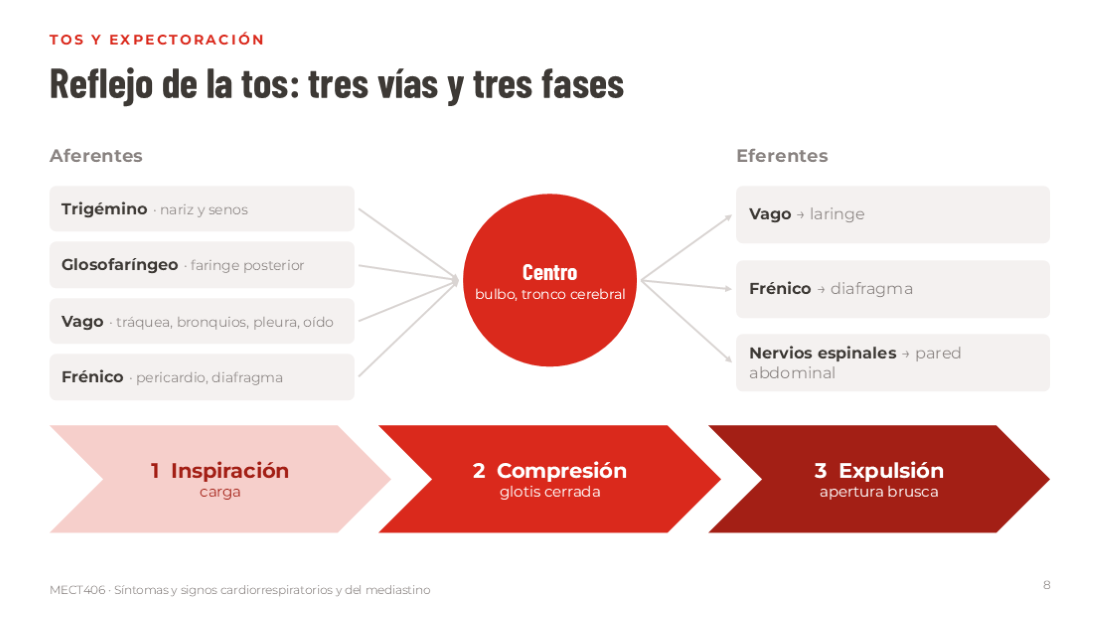 TOS Y EXPECTORACIÓN
Reflejo de la tos: tres vías y tres fases
Aferentes
Trigémino · nariz y senos
Glosofaríngeo · faringe posterior
Vago · tráquea, bronquios, pleura, oído
Frénico · pericardio, diafragma
Centro
bulbo, tronco cerebral
Eferentes
Vago → laringe
Frénico → diafragma
Nervios espinales → pared
abdominal
1 Inspiración
carga
2 Compresión
glotis cerrada
3 Expulsión
apertura brusca
MECT406 · Síntomas y signos cardiorrespiratorios y del mediastino
8